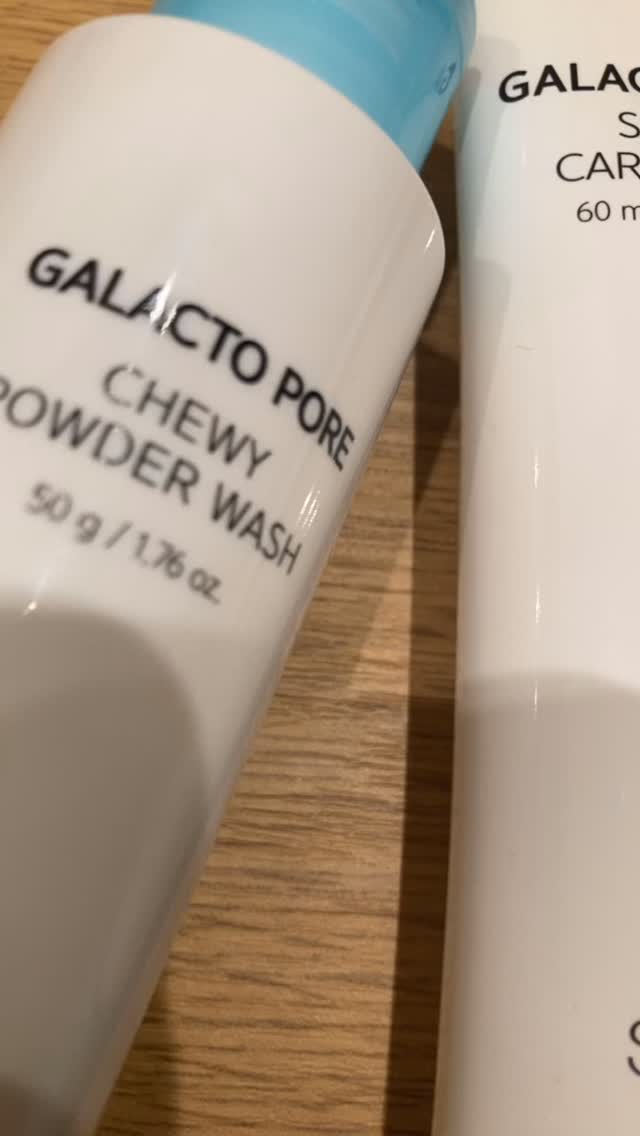 GALACTO PORE
CHEWY
POWDER WASH
50 g / 1.76 oz.
GALAC
S
CAR
60 m
S